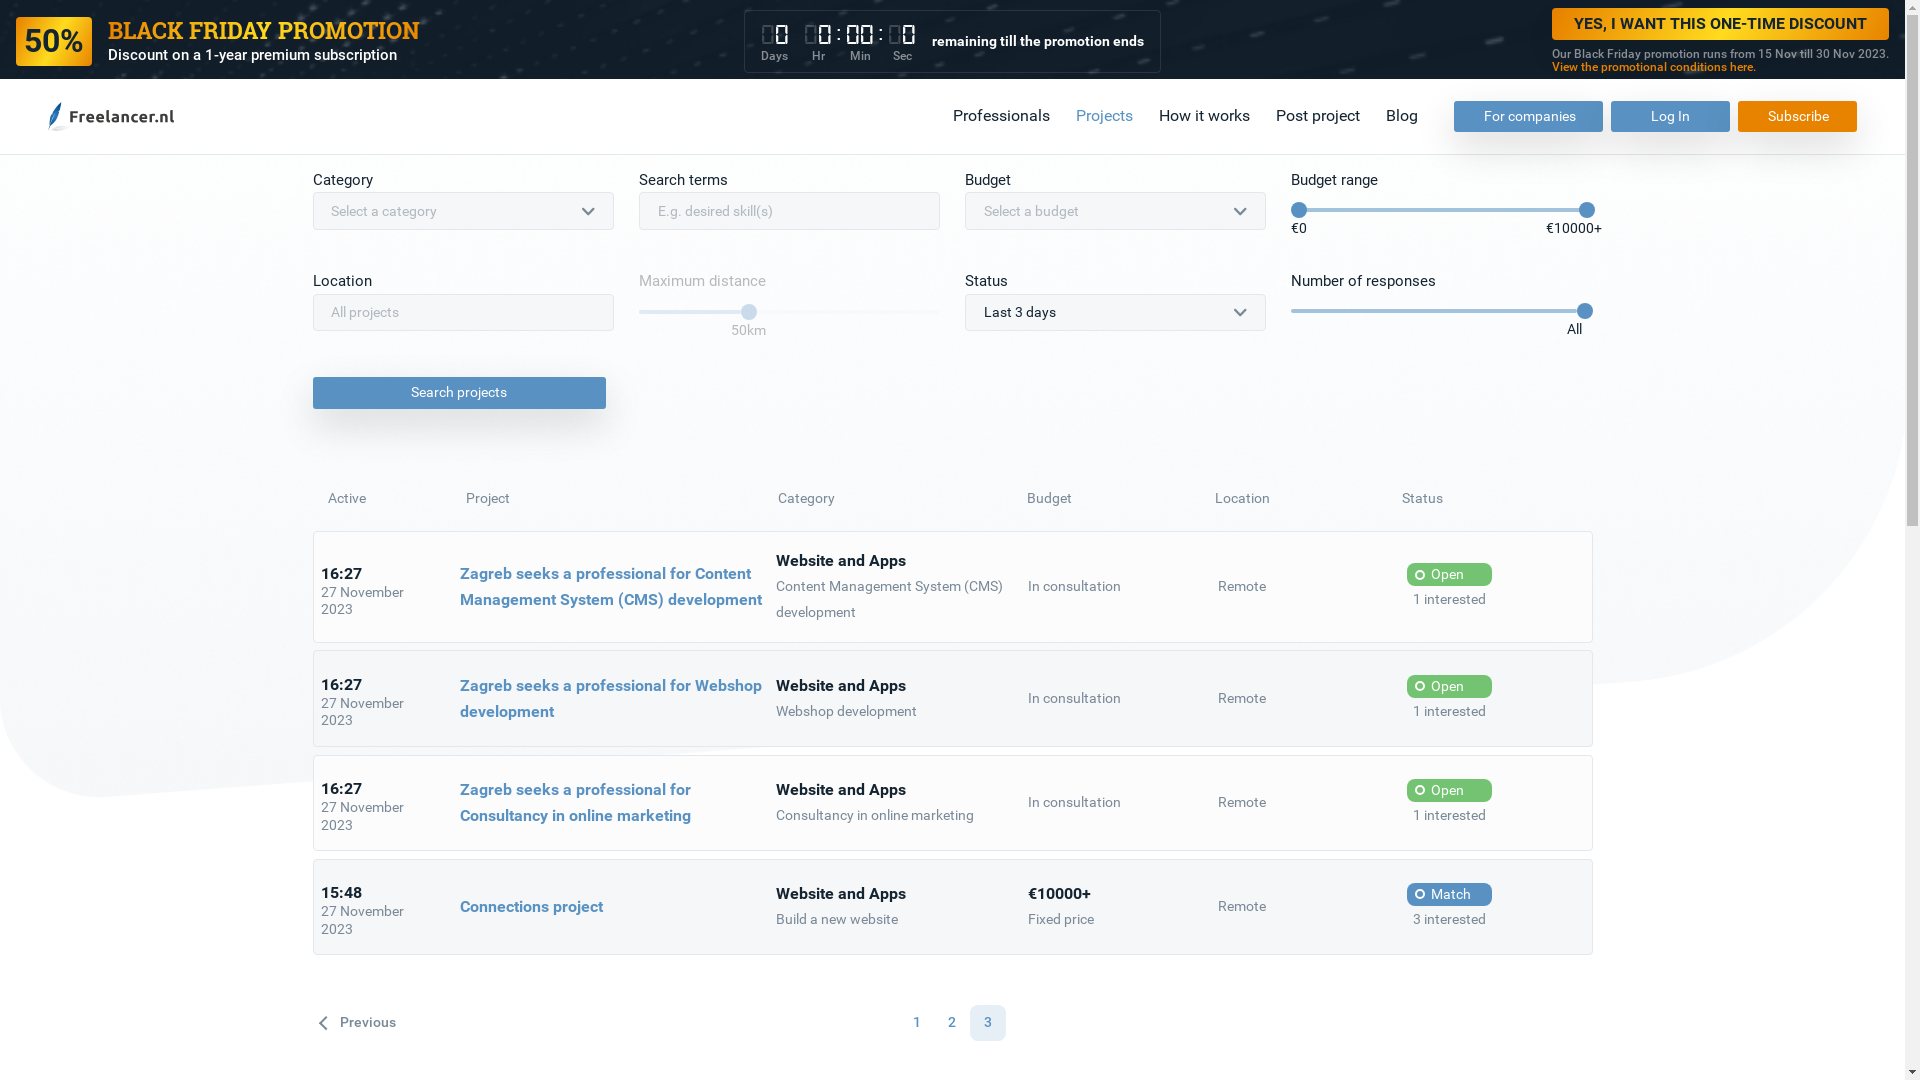 50%
BLACK FRIDAY PROMOTION
Discount on a 1-year premium subscription
0 0 : 00 : 0
Days Hr Min Sec
remaining till the promotion ends
YES, I WANT THIS ONE-TIME DISCOUNT
Our Black Friday promotion runs from 15 Nov till 30 Nov 2023.
View the promotional conditions here.
Freelancer.nl
Professionals Projects How it works Post project Blog For companies Log In Subscribe
Category Search terms Budget Budget range
Select a category E.g. desired skill(s) Select a budget
€0 €10000+
Location Maximum distance Status Number of responses
All projects Last 3 days
50km All
Search projects
Active Project Category Budget Location Status
16:27
27 November
2023
Zagreb seeks a professional for Content
Management System (CMS) development
Website and Apps
Content Management System (CMS)
development
In consultation
Remote
Open
1 interested
16:27
27 November
2023
Zagreb seeks a professional for Webshop
development
Website and Apps
Webshop development
In consultation
Remote
Open
1 interested
16:27
27 November
2023
Zagreb seeks a professional for
Consultancy in online marketing
Website and Apps
Consultancy in online marketing
In consultation
Remote
Open
1 interested
15:48
27 November
2023
Connections project
Website and Apps
Build a new website
€10000+
Fixed price
Remote
Match
3 interested
Previous 1 2 3